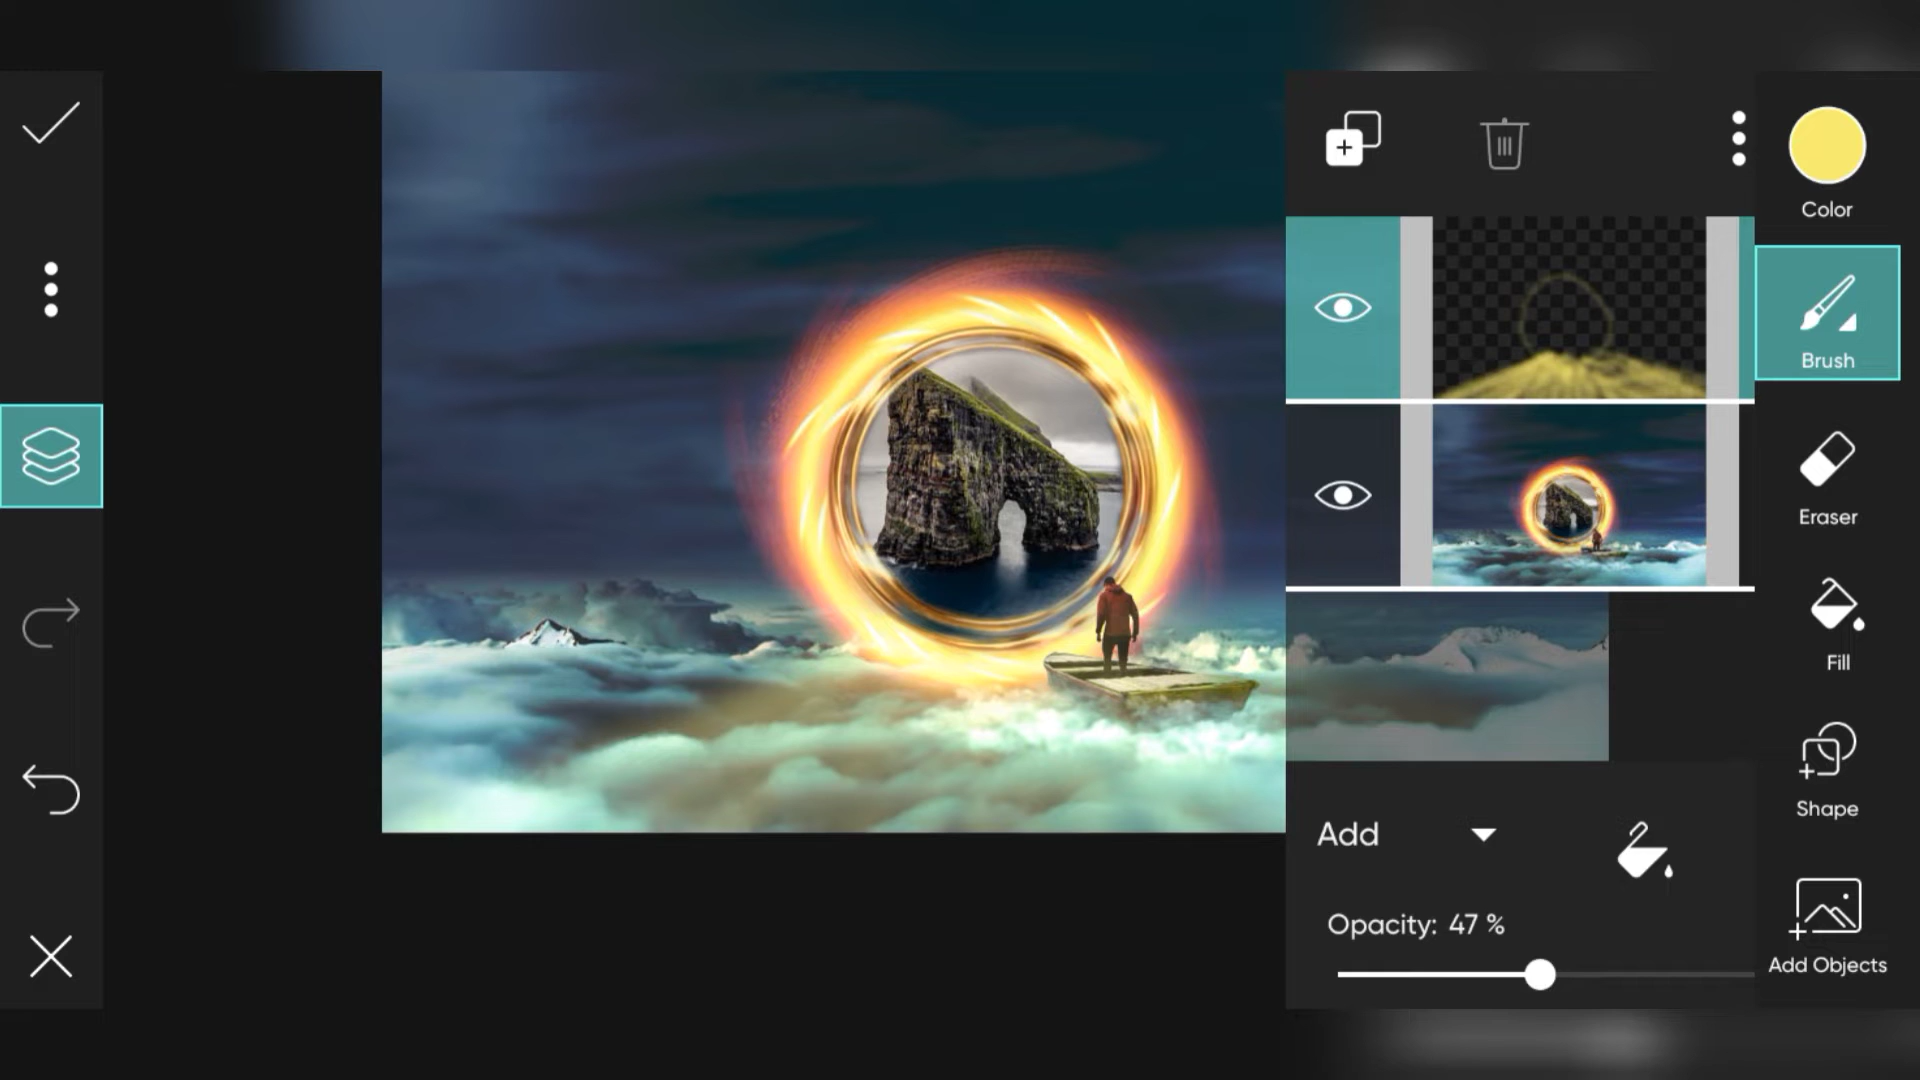 Color
Brush
Eraser
Fill
Shape
Add
Opacity: 47 %
Add Objects